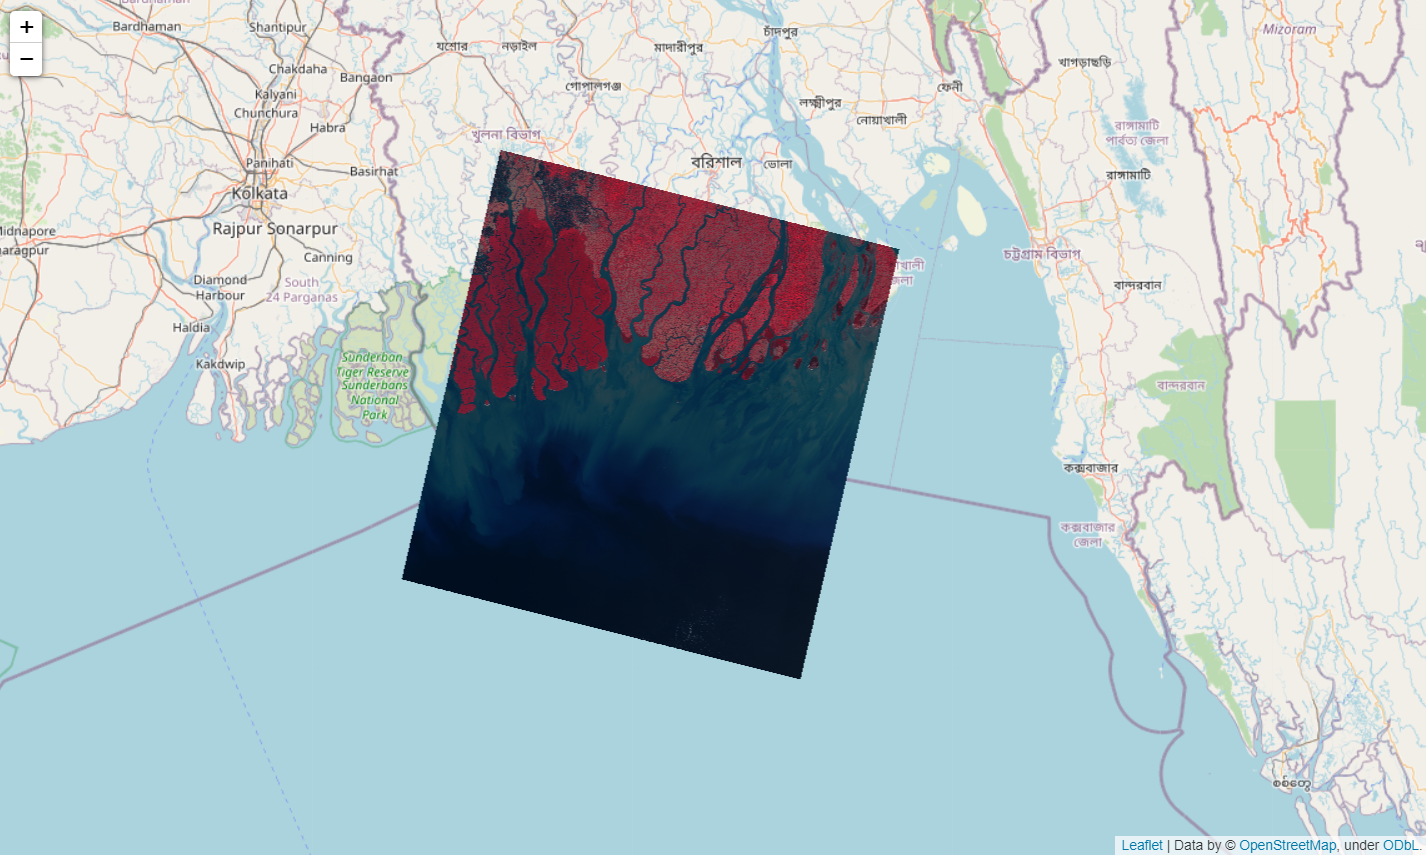 +
−
Bardhaman
Shantipur
যশোর
নড়াইল
মাদারীপুর
চাঁদপুর
Mizoram
Chakdaha
Bangaon
খাগড়াছড়ি
Kalyani
গোপালগঞ্জ
ফেনী
Chunchura
লক্ষ্মীপুর
Habra
খুলনা বিভাগ
নোয়াখালী
রাঙ্গামাটি
পার্বত্য জেলা
Panihati
Basirhat
বরিশাল
ভোলা
রাঙ্গামাটি
Kolkata
Rajpur Sonarpur
Midnapore
Canning
চট্টগ্রাম বিভাগ
Diamond
Harbour
South
24 Parganas
বান্দরবান
Haldia
Kakdwip
Sunderban
Tiger Reserve
Sunderbans
National
Park
বান্দরবান
কক্সবাজার
কক্সবাজার
জেলা
စစ်တွေ
Leaflet | Data by © OpenStreetMap, under ODbL.